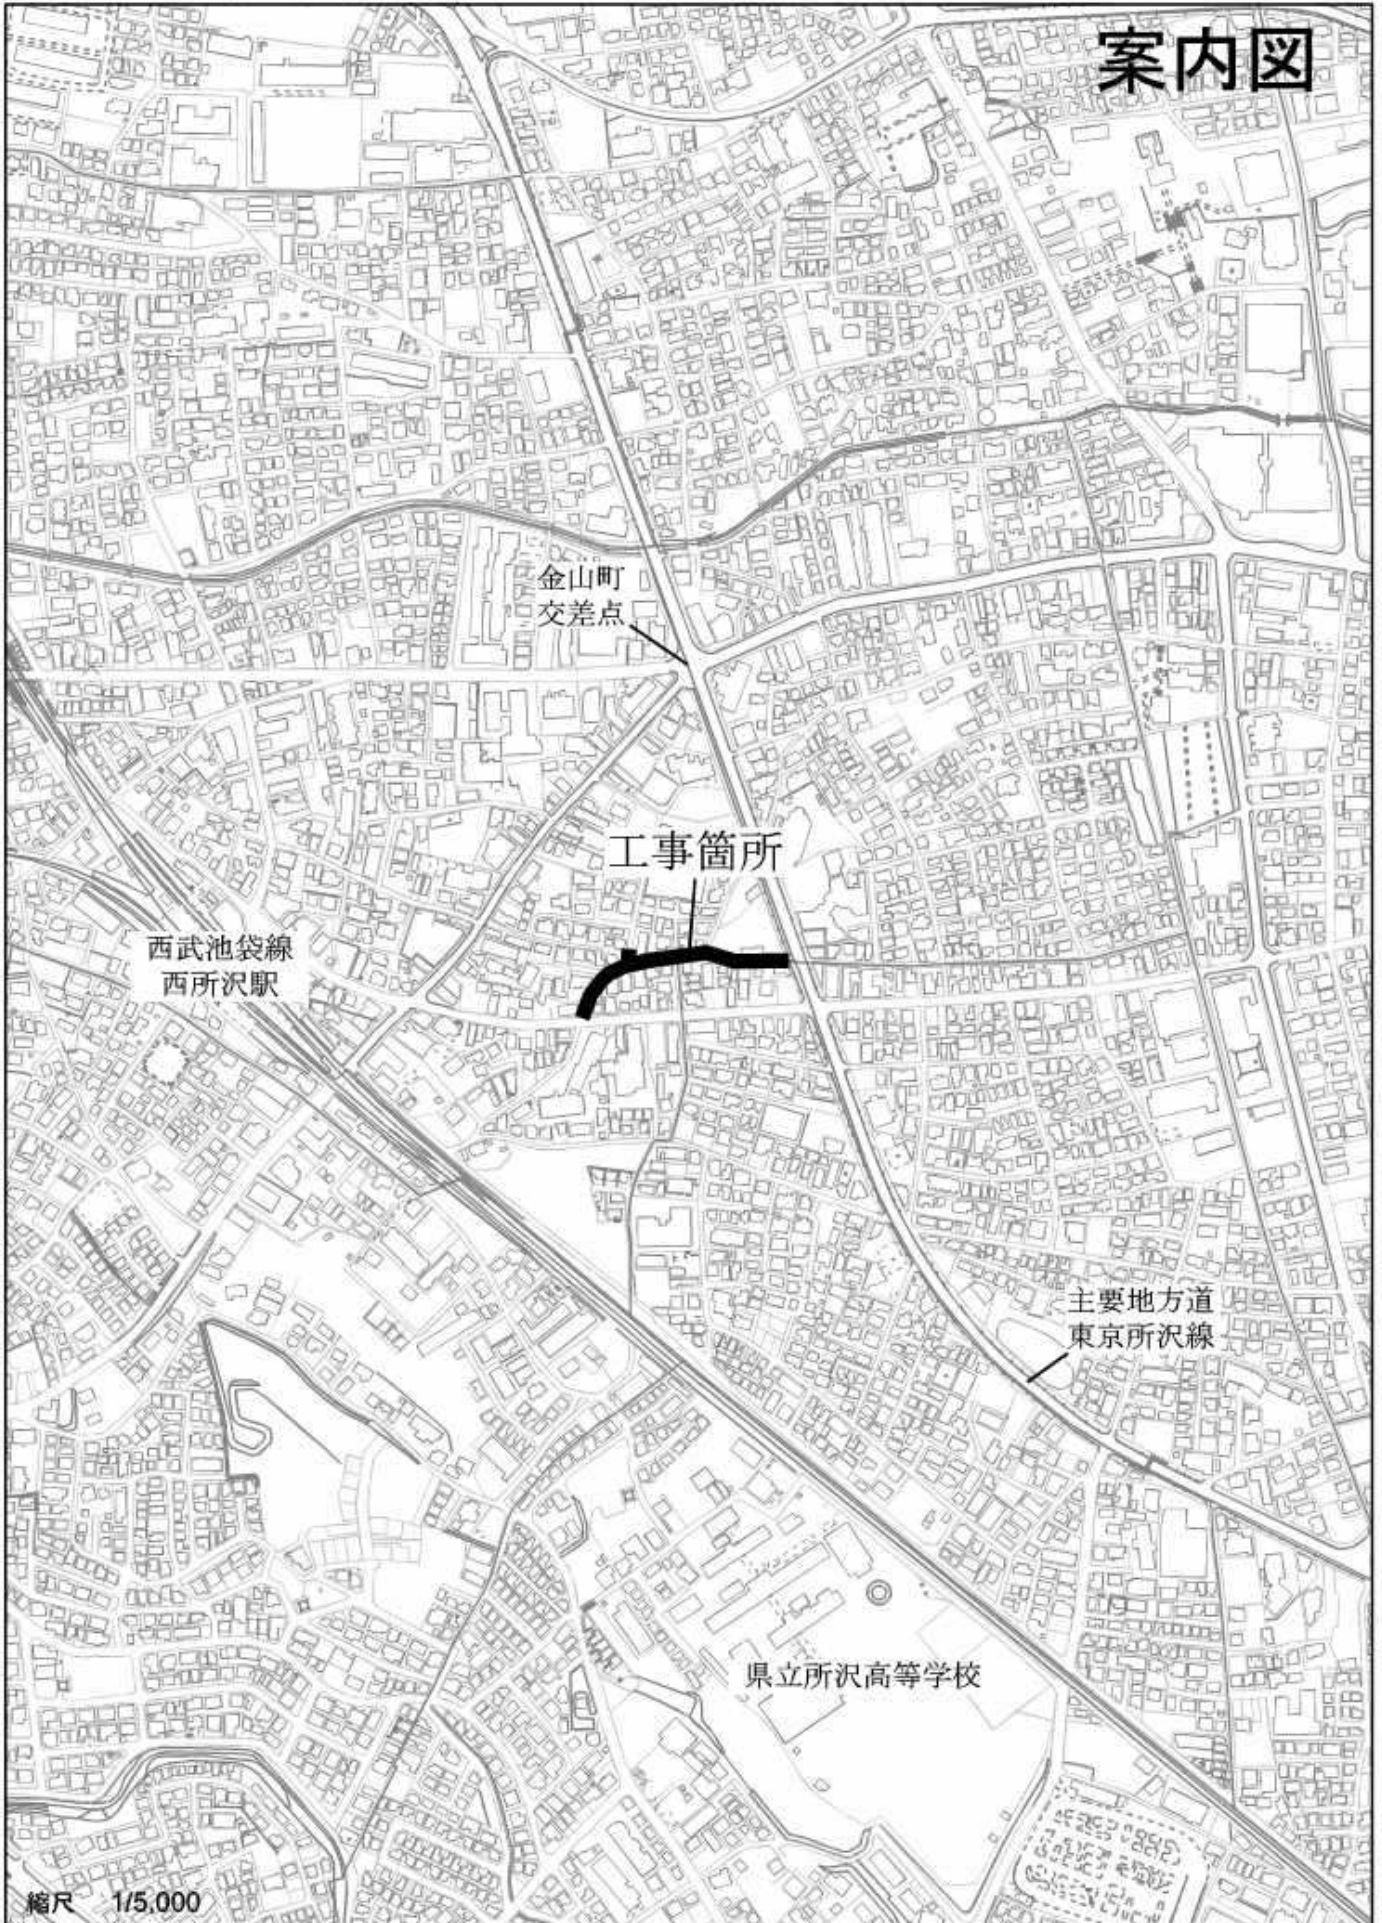 案内図
金山町
交差点
工事箇所
西武池袋線
西所沢駅
主要地方道
東京所沢線
県立所沢高等学校
縮尺 1/5,000